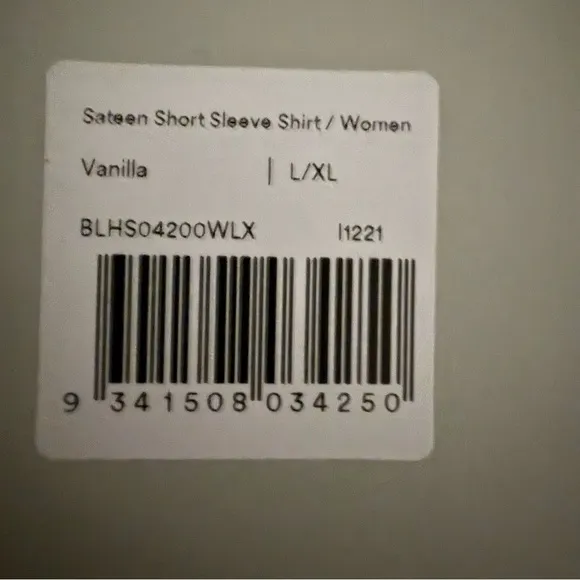 Sateen Short Sleeve Shirt / Women
Vanilla | L/XL
BLHS04200WLX I1221
9 341508 034250